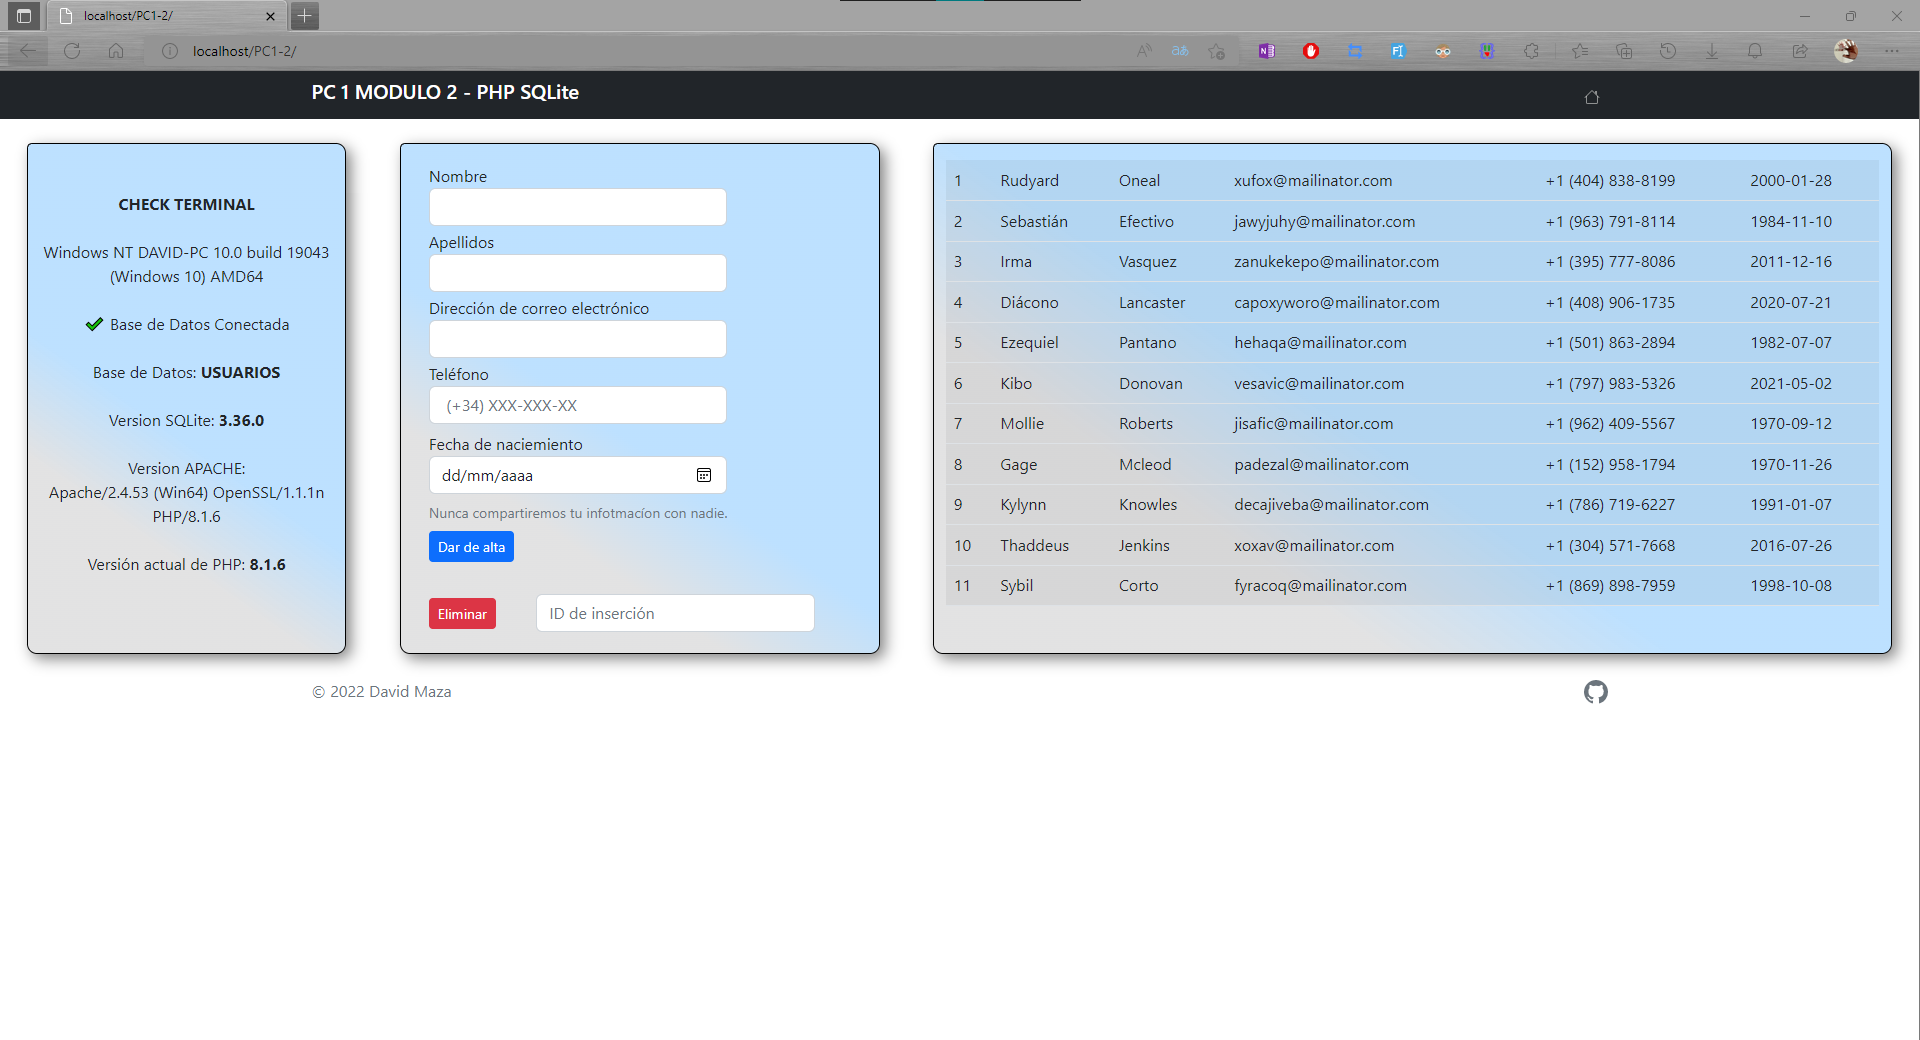 localhost/PC1-2/
localhost/PC1-2/
PC 1 MODULO 2 - PHP SQLite
CHECK TERMINAL
Windows NT DAVID-PC 10.0 build 19043
(Windows 10) AMD64
Base de Datos Conectada
Base de Datos: USUARIOS
Version SQLite: 3.36.0
Version APACHE:
Apache/2.4.53 (Win64) OpenSSL/1.1.1n
PHP/8.1.6
Versión actual de PHP: 8.1.6
Nombre
Apellidos
Dirección de correo electrónico
Teléfono
(+34) XXX-XXX-XX
Fecha de naciemiento
dd/mm/aaaa
Nunca compartiremos tu infotmacíon con nadie.
Dar de alta
Eliminar ID de inserción
1 Rudyard Oneal xufox@mailinator.com +1 (404) 838-8199 2000-01-28
2 Sebastián Efectivo jawyjuhy@mailinator.com +1 (963) 791-8114 1984-11-10
3 Irma Vasquez zanukekepo@mailinator.com +1 (395) 777-8086 2011-12-16
4 Diácono Lancaster capoxyworo@mailinator.com +1 (408) 906-1735 2020-07-21
5 Ezequiel Pantano hehaqa@mailinator.com +1 (501) 863-2894 1982-07-07
6 Kibo Donovan vesavic@mailinator.com +1 (797) 983-5326 2021-05-02
7 Mollie Roberts jisafic@mailinator.com +1 (962) 409-5567 1970-09-12
8 Gage Mcleod padezal@mailinator.com +1 (152) 958-1794 1970-11-26
9 Kylynn Knowles decajiveba@mailinator.com +1 (786) 719-6227 1991-01-07
10 Thaddeus Jenkins xoxav@mailinator.com +1 (304) 571-7668 2016-07-26
11 Sybil Corto fyracoq@mailinator.com +1 (869) 898-7959 1998-10-08
© 2022 David Maza